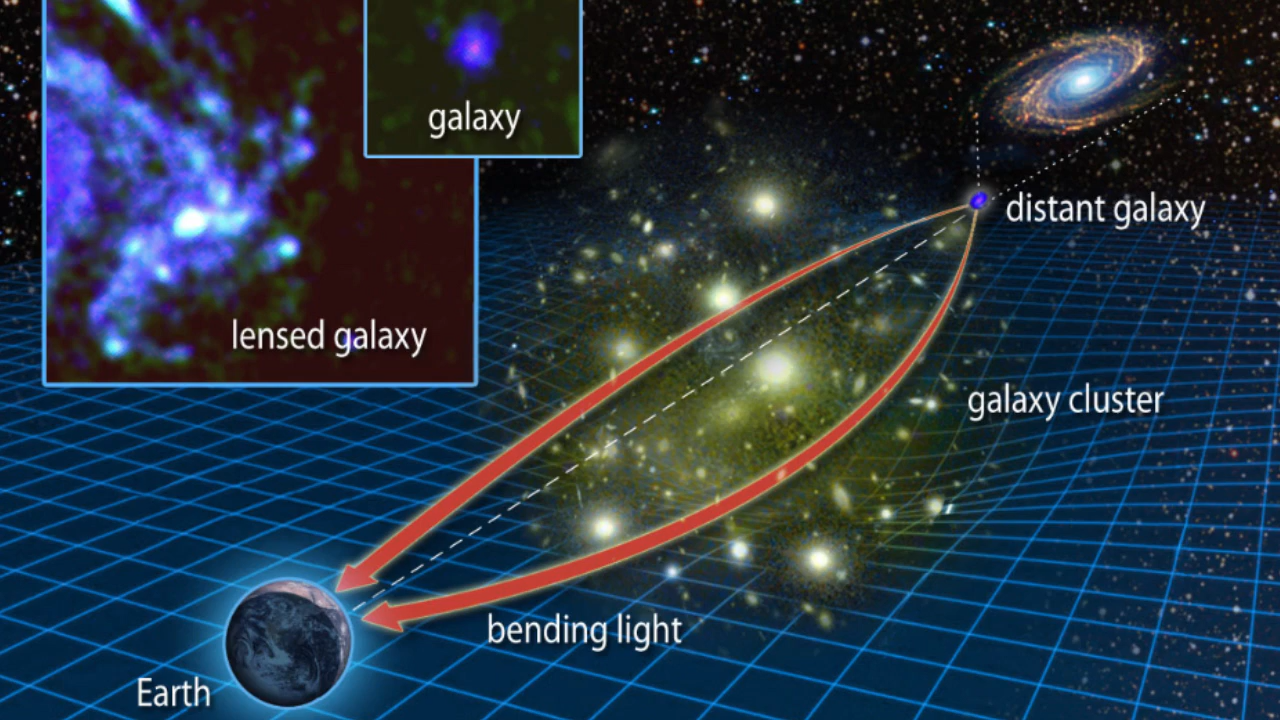 galaxy
lensed galaxy
distant galaxy
galaxy cluster
bending light
Earth